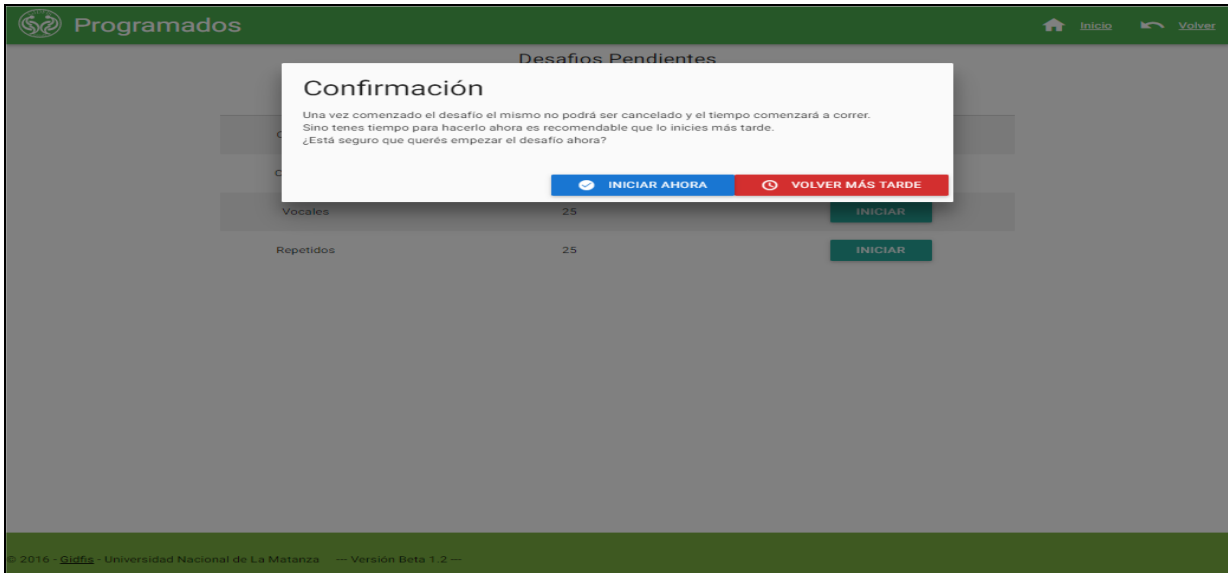 Programados
Inicio
Volver
Desafios Pendientes
Confirmación
Una vez comenzado el desafío el mismo no podrá ser cancelado y el tiempo comenzará a correr.
Sino tenes tiempo para hacerlo ahora es recomendable que lo inicies más tarde.
¿Está seguro que querés empezar el desafío ahora?
INICIAR AHORA
VOLVER MÁS TARDE
Vocales 25 INICIAR
Repetidos 25 INICIAR
© 2016 - Gidfis - Universidad Nacional de La Matanza --- Versión Beta 1.2 ---